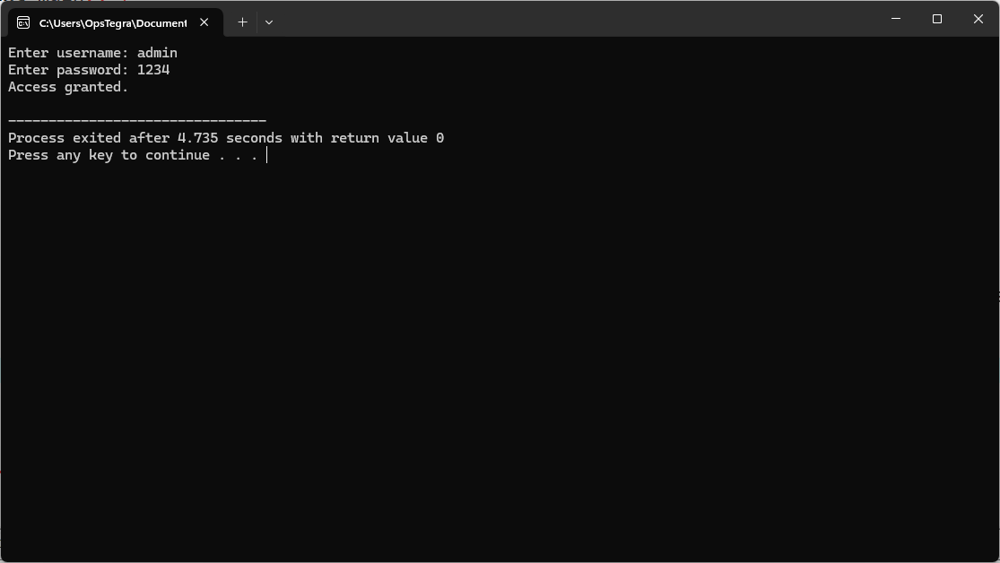 C:\Users\OpsTegra\Document
Enter username: admin
Enter password: 1234
Access granted.
--------------------------------
Process exited after 4.735 seconds with return value 0
Press any key to continue . . .